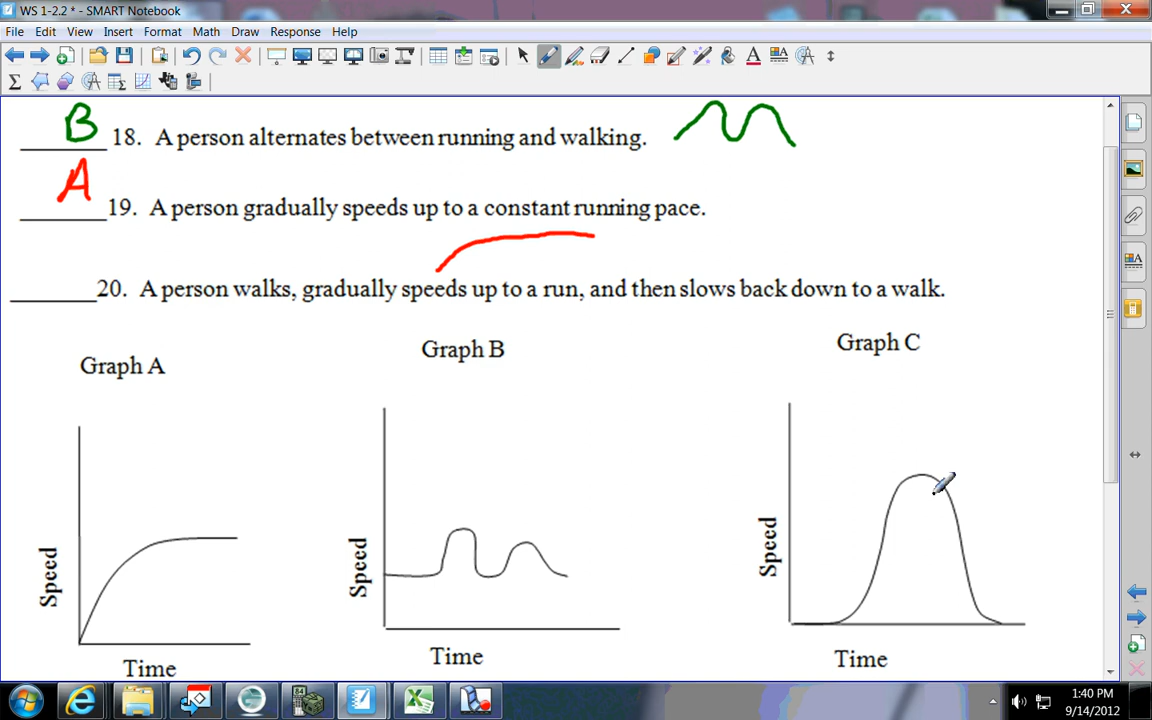 WS 1-2.2 * - SMART Notebook
File Edit View Insert Format Math Draw Response Help
B
18. A person alternates between running and walking.
A
19. A person gradually speeds up to a constant running pace.
20. A person walks, gradually speeds up to a run, and then slows back down to a walk.
Graph A
Graph B
Graph C
Speed
Speed
Speed
Time
Time
Time
1:40 PM
9/14/2012